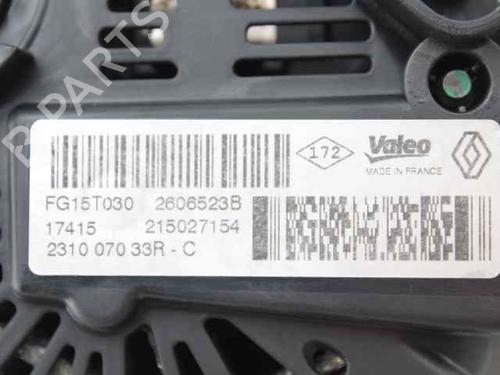 B PARTS
172 Valeo
MADE IN FRANCE
FG15T030 2606523B
17415 215027154
2310 070 33R - C